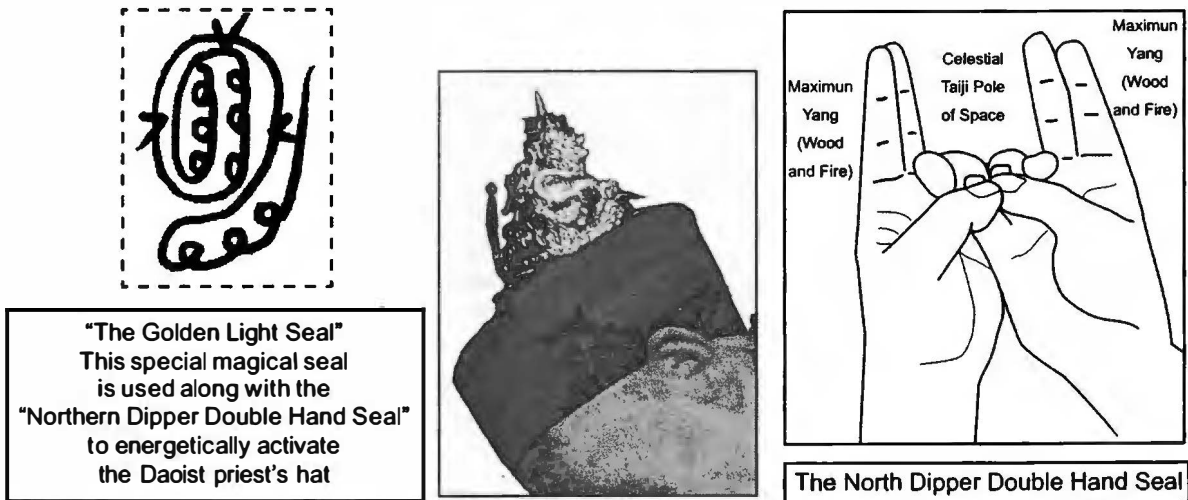 "The Golden Light Seal"
This special magical seal
is used along with the
"Northern Dipper Double Hand Seal"
to energetically activate
the Daoist priest's hat
Maximun
Yang
(Wood
and Fire)
Celestial
Taiji Pole
of Space
Maximun
Yang
(Wood
and Fire)
The North Dipper Double Hand Seal